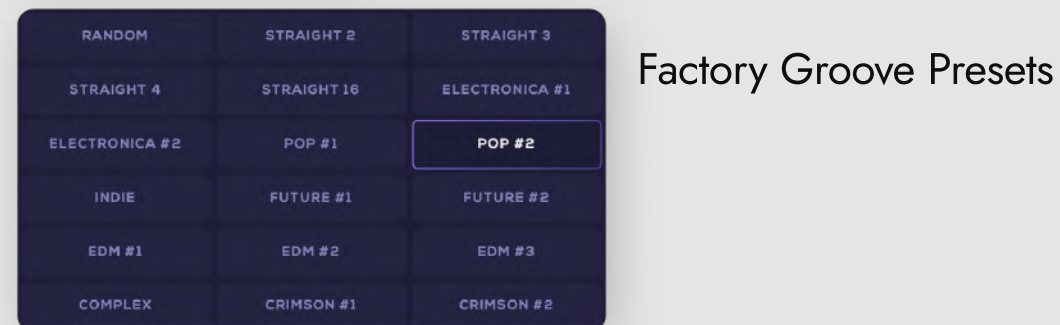 RANDOM STRAIGHT 2 STRAIGHT 3
Factory Groove Presets
STRAIGHT 4 STRAIGHT 16 ELECTRONICA #1
ELECTRONICA #2 POP #1 POP #2
INDIE FUTURE #1 FUTURE #2
EDM #1 EDM #2 EDM #3
COMPLEX CRIMSON #1 CRIMSON #2